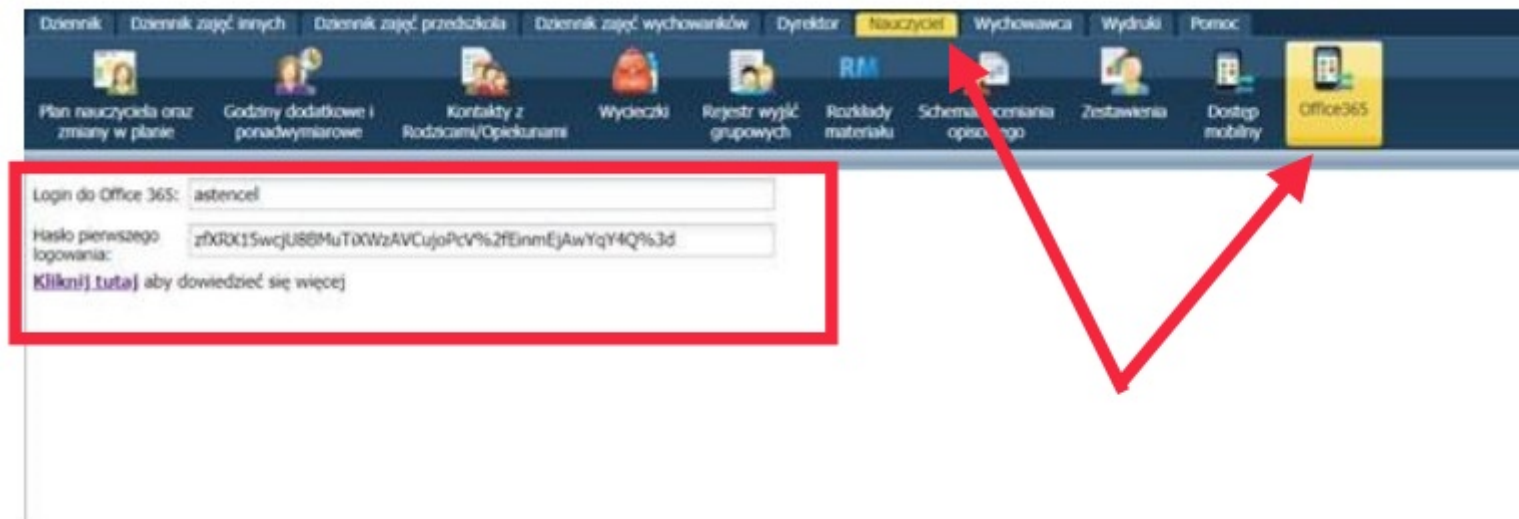 Dziennik Dziennik zajęć innych Dziennik zajęć przedszkola Dziennik zajęć wychowanków Dyrektor Nauczyciel Wychowawca Wydruki Pomoc
Plan nauczyciela oraz zmiany w planie
Godziny dodatkowe i ponadwymiarowe
Kontakty z Rodzicami/Opiekunami
Wycieczki
Rejestr wyjść grupowych
RM
Rozkłady materiału
Zestawienia
Dostęp mobilny
Office365
Login do Office 365: astencel
Hasło pierwszego logowania:
Kliknij tutaj aby dowiedzieć się więcej